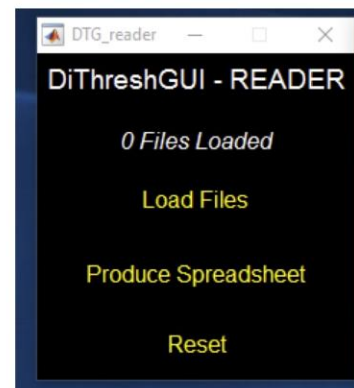 DTG_reader
DiThreshGUI - READER
0 Files Loaded
Load Files
Produce Spreadsheet
Reset